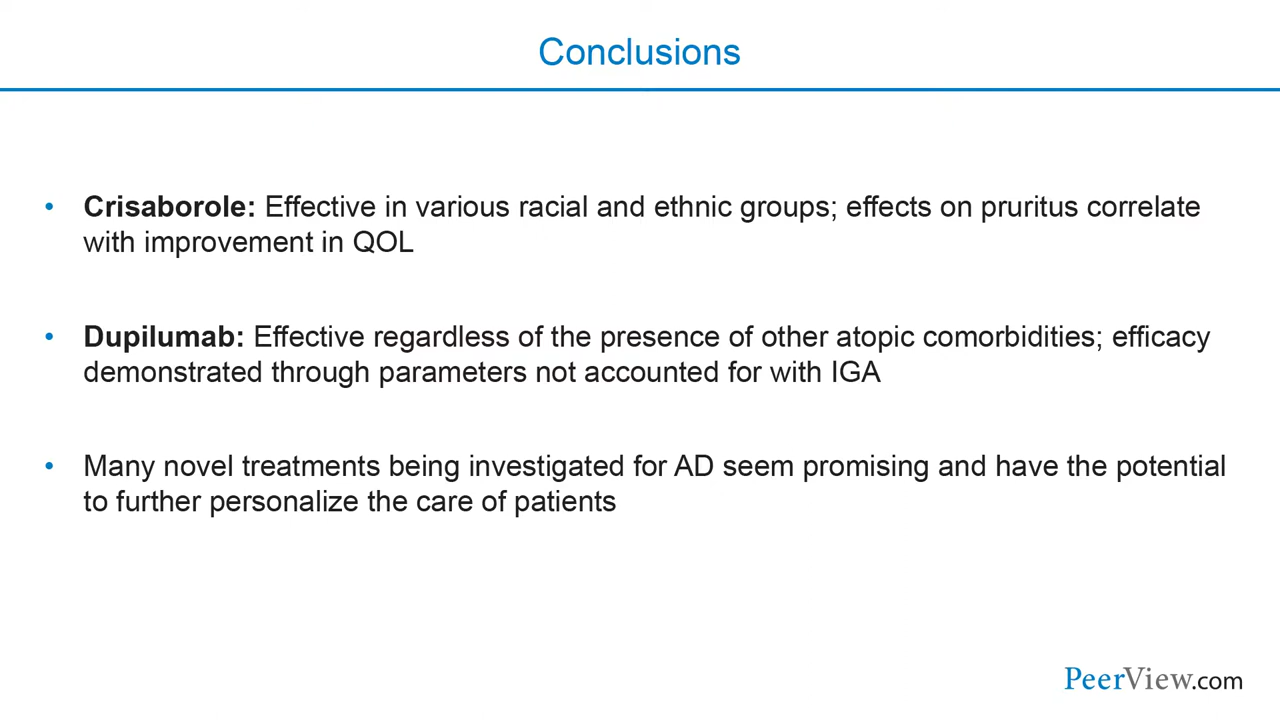 Conclusions
• Crisaborole: Effective in various racial and ethnic groups; effects on pruritus correlate
with improvement in QOL
• Dupilumab: Effective regardless of the presence of other atopic comorbidities; efficacy
demonstrated through parameters not accounted for with IGA
• Many novel treatments being investigated for AD seem promising and have the potential
to further personalize the care of patients
PeerView.com